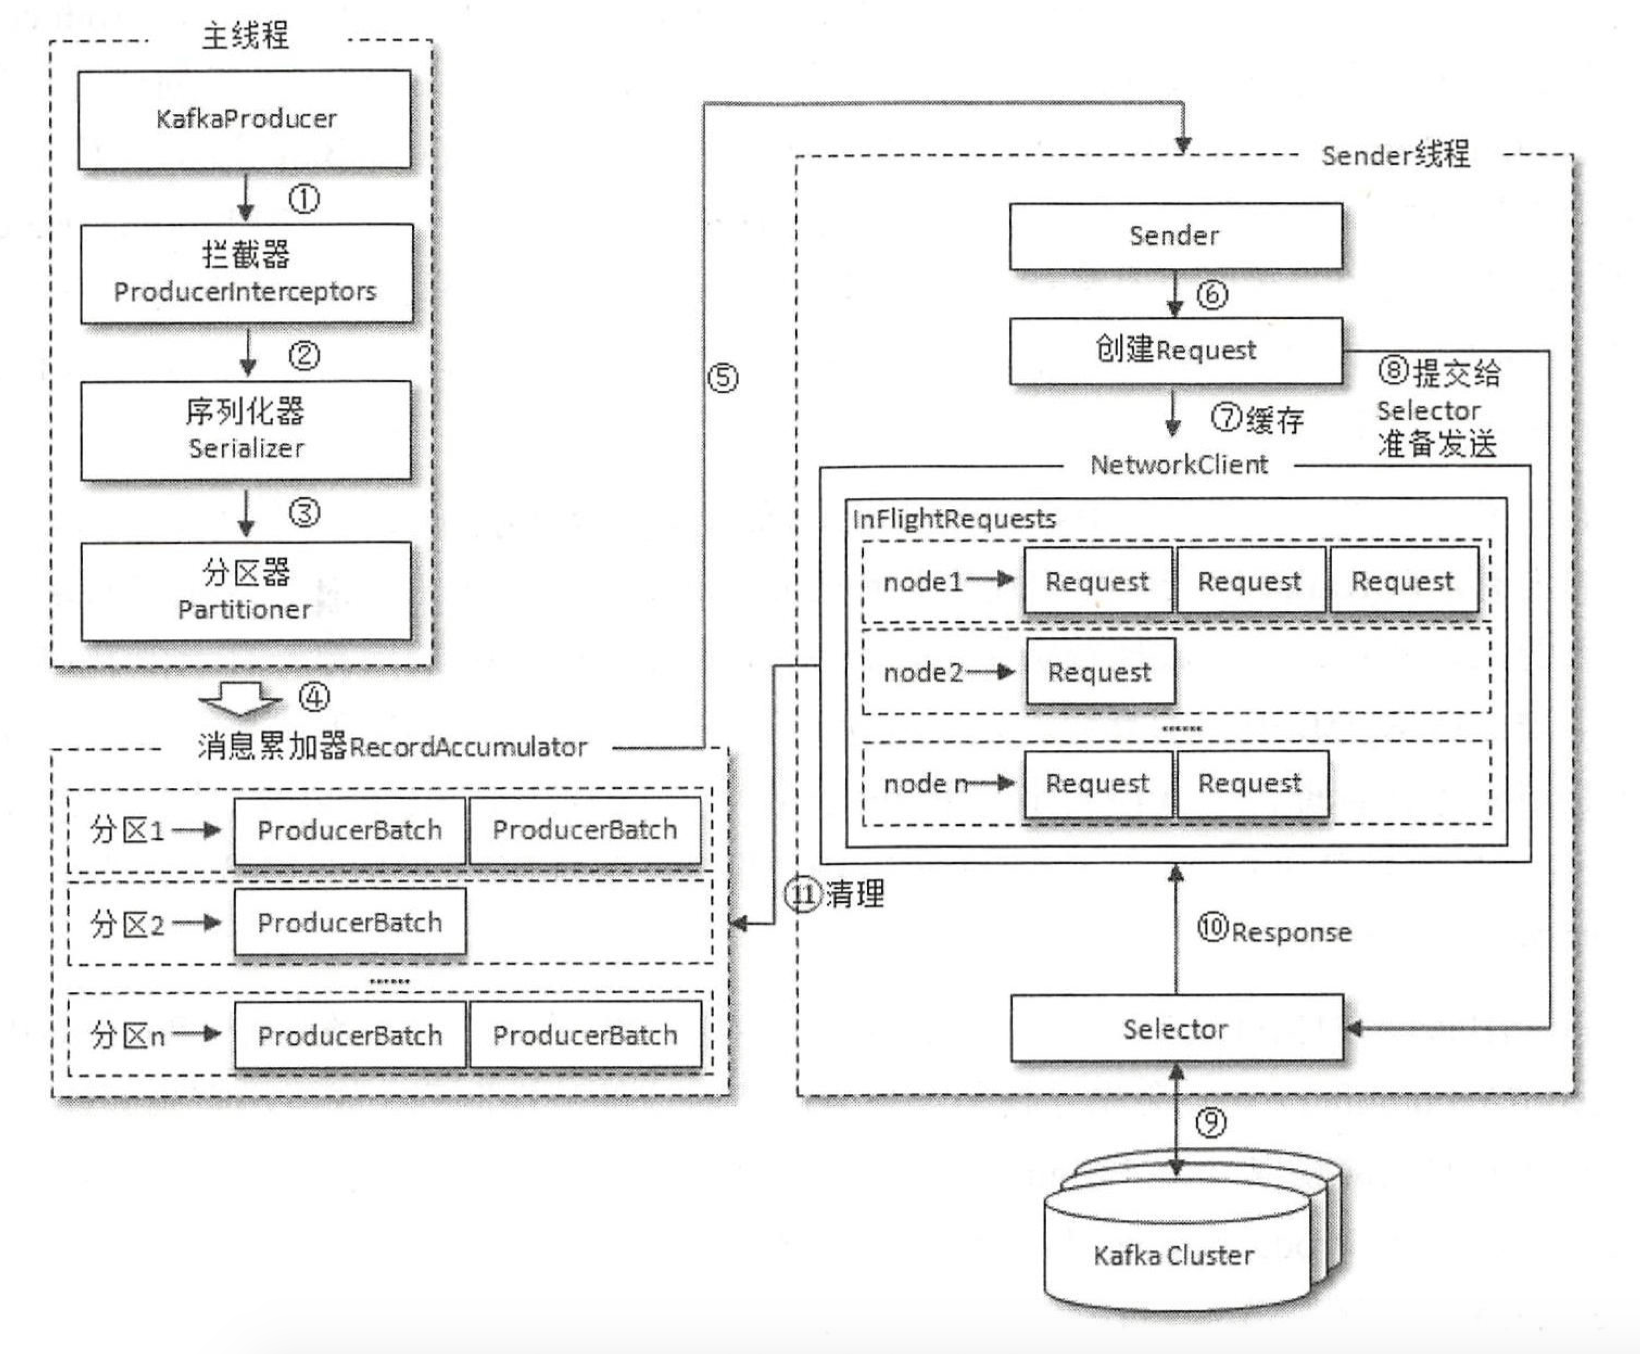 主线程
KafkaProducer
①
拦截器
ProducerInterceptors
②
序列化器
Serializer
③
分区器
Partitioner
④
消息累加器RecordAccumulator
分区1
ProducerBatch
ProducerBatch
分区2
ProducerBatch
......
分区n
ProducerBatch
ProducerBatch
⑤
Sender线程
Sender
⑥
创建Request
⑦缓存
⑧提交给
Selector
准备发送
NetworkClient
InFlightRequests
node1
Request
Request
Request
node2
Request
......
node n
Request
Request
⑪清理
⑩Response
Selector
⑨
Kafka Cluster